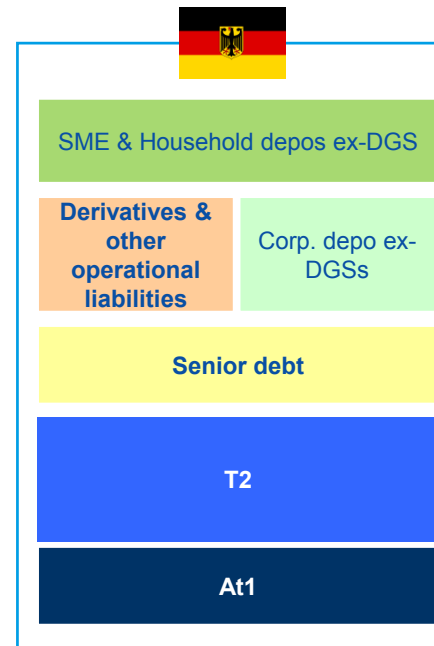 SME & Household depos ex-DGS
Derivatives &
other
operational
liabilities
Corp. depo ex-
DGSs
Senior debt
T2
At1